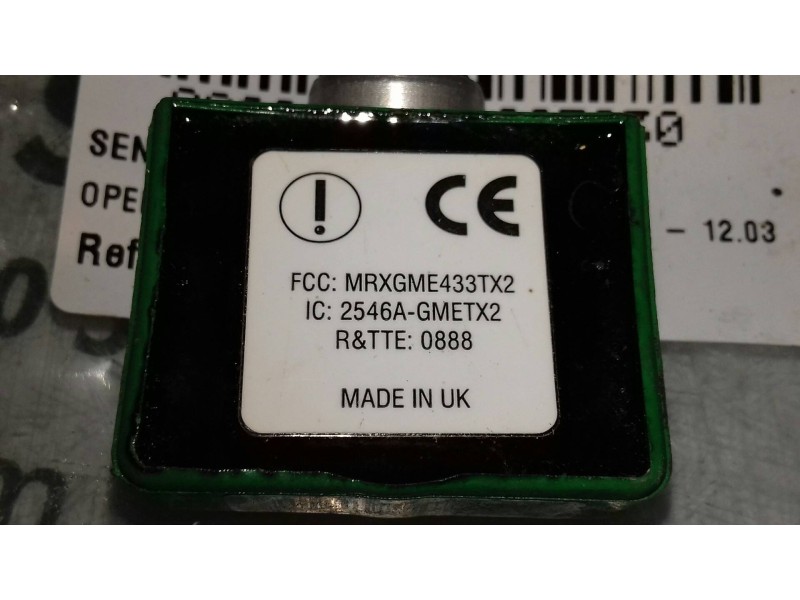 SEN
OPE
Ref
- 12.03
CE
FCC: MRXGME433TX2
IC: 2546A-GMETX2
R&TTE: 0888
MADE IN UK